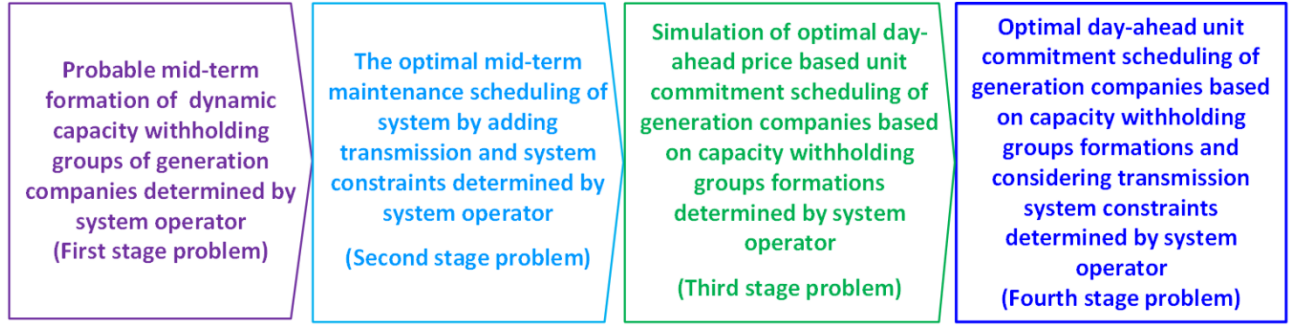 Probable mid-term
formation of dynamic
capacity withholding
groups of generation
companies determined by
system operator
(First stage problem)
The optimal mid-term
maintenance scheduling of
system by adding
transmission and system
constraints determined by
system operator
(Second stage problem)
Simulation of optimal day-
ahead price based unit
commitment scheduling of
generation companies based
on capacity withholding
groups formations
determined by system
operator
(Third stage problem)
Optimal day-ahead unit
commitment scheduling of
generation companies based
on capacity withholding
groups formations and
considering transmission
system constraints
determined by system
operator
(Fourth stage problem)